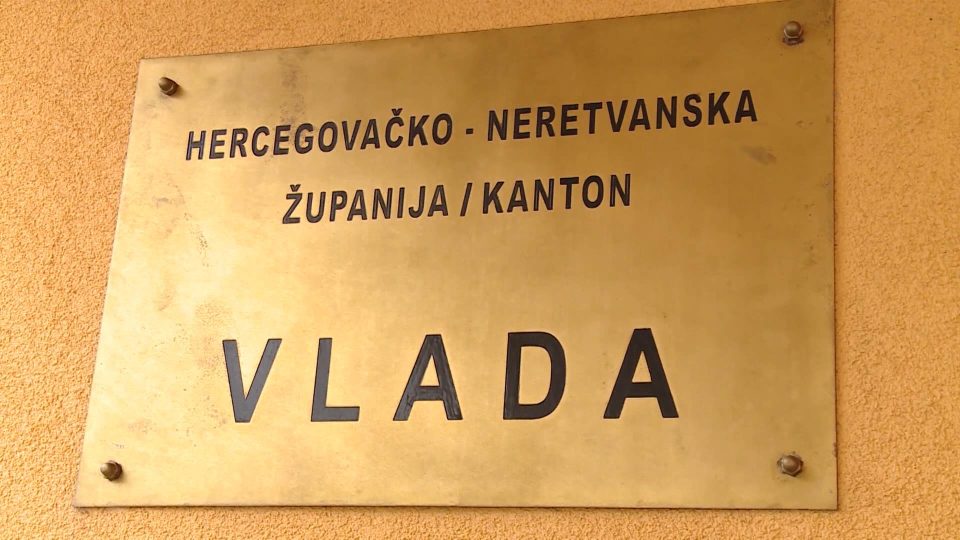 HERCEGOVAČKO - NERETVANSKA
ŽUPANIJA / KANTON
VLADA